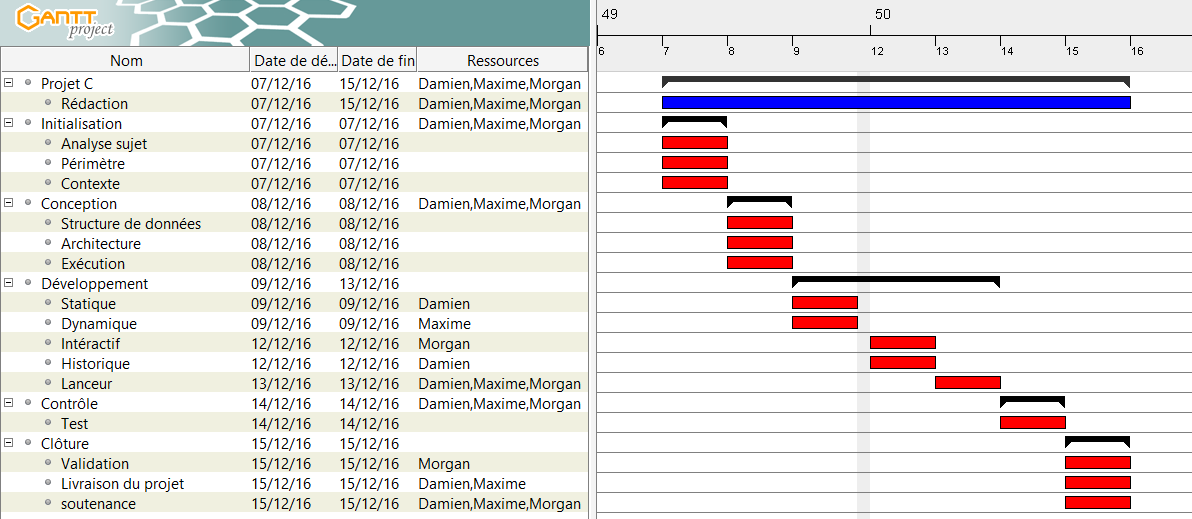 GANTT
project
49
50
6 7 8 9 12 13 14 15 16
Nom Date de dé... Date de fin Ressources
Projet C 07/12/16 15/12/16 Damien,Maxime,Morgan
Rédaction 07/12/16 15/12/16 Damien,Maxime,Morgan
Initialisation 07/12/16 07/12/16 Damien,Maxime,Morgan
Analyse sujet 07/12/16 07/12/16
Périmètre 07/12/16 07/12/16
Contexte 07/12/16 07/12/16
Conception 08/12/16 08/12/16 Damien,Maxime,Morgan
Structure de données 08/12/16 08/12/16
Architecture 08/12/16 08/12/16
Exécution 08/12/16 08/12/16
Développement 09/12/16 13/12/16
Statique 09/12/16 09/12/16 Damien
Dynamique 09/12/16 09/12/16 Maxime
Intéractif 12/12/16 12/12/16 Morgan
Historique 12/12/16 12/12/16 Damien
Lanceur 13/12/16 13/12/16 Damien,Maxime,Morgan
Contrôle 14/12/16 14/12/16 Damien,Maxime,Morgan
Test 14/12/16 14/12/16
Clôture 15/12/16 15/12/16
Validation 15/12/16 15/12/16 Morgan
Livraison du projet 15/12/16 15/12/16 Damien,Maxime
soutenance 15/12/16 15/12/16 Damien,Maxime,Morgan